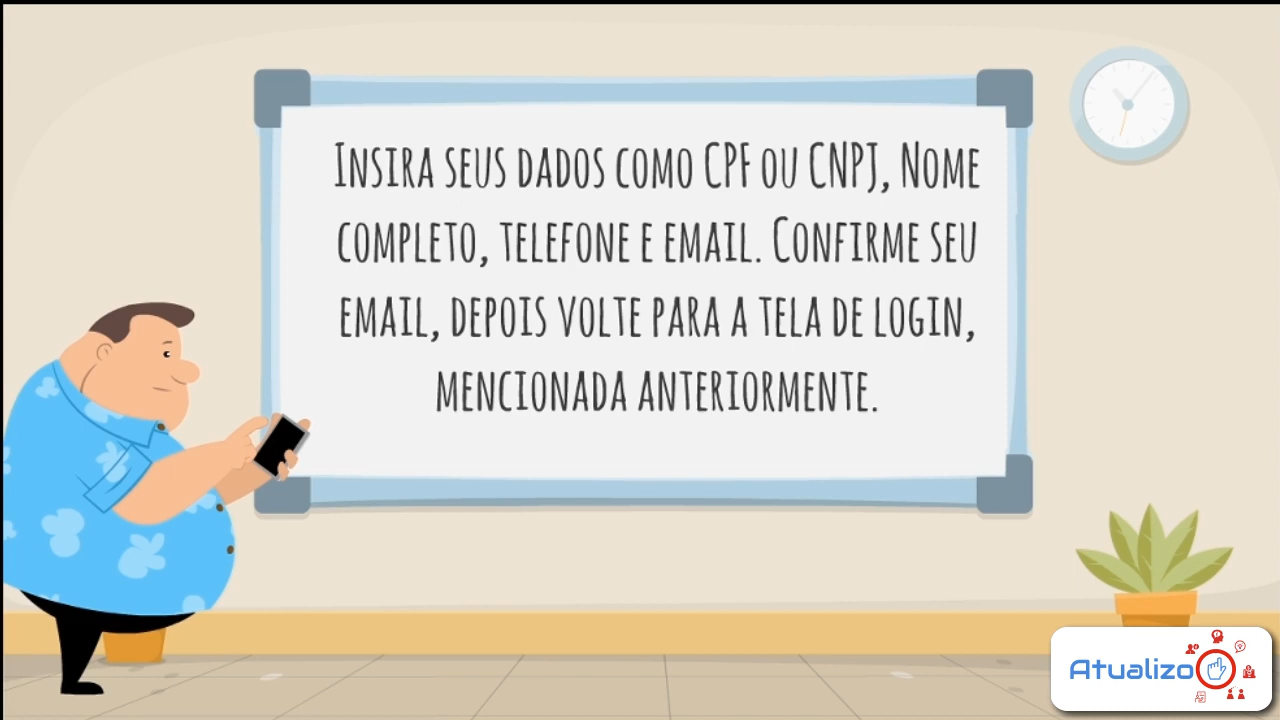 Insira seus dados como CPF ou CNPJ, Nome
completo, telefone e email. Confirme seu
email, depois volte para a tela de login,
mencionada anteriormente.
Atualizo